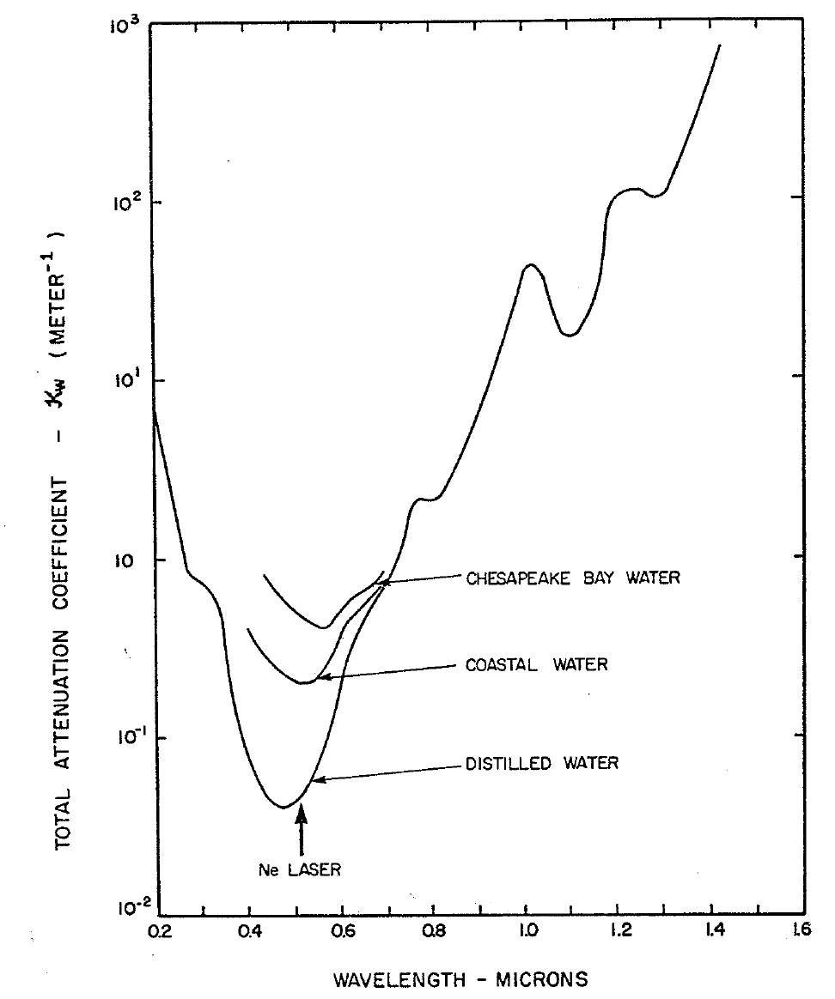 10³
10²
10¹
10
10⁻¹
10⁻²
TOTAL ATTENUATION COEFFICIENT - 𝒦w (METER⁻¹)
CHESAPEAKE BAY WATER
COASTAL WATER
DISTILLED WATER
Ne LASER
0.2 0.4 0.6 0.8 1.0 1.2 1.4 1.6
WAVELENGTH - MICRONS